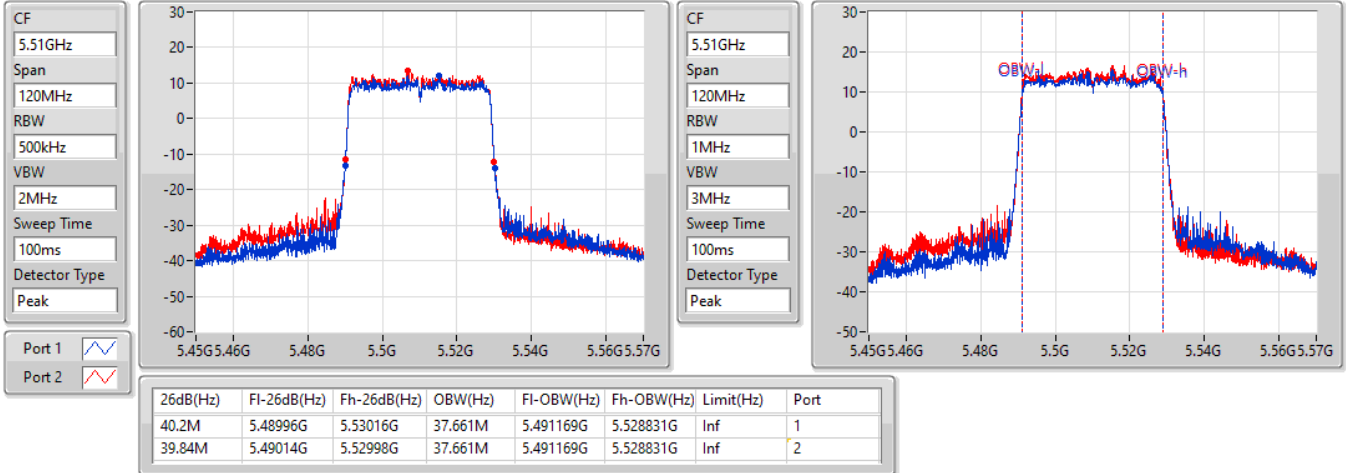 CF
5.51GHz
Span
120MHz
RBW
500kHz
VBW
2MHz
Sweep Time
100ms
Detector Type
Peak
Port 1
Port 2
30
20
10
0
-10
-20
-30
-40
-50
-60
5.45G 5.46G 5.48G 5.5G 5.52G 5.54G 5.56G 5.57G
CF
5.51GHz
Span
120MHz
RBW
1MHz
VBW
3MHz
Sweep Time
100ms
Detector Type
Peak
30
20
10
0
-10
-20
-30
-40
-50
OBW-l OBW-h
5.45G 5.46G 5.48G 5.5G 5.52G 5.54G 5.56G 5.57G
26dB(Hz) Fl-26dB(Hz) Fh-26dB(Hz) OBW(Hz) Fl-OBW(Hz) Fh-OBW(Hz) Limit(Hz) Port
40.2M 5.48996G 5.53016G 37.661M 5.491169G 5.528831G Inf 1
39.84M 5.49014G 5.52998G 37.661M 5.491169G 5.528831G Inf 2